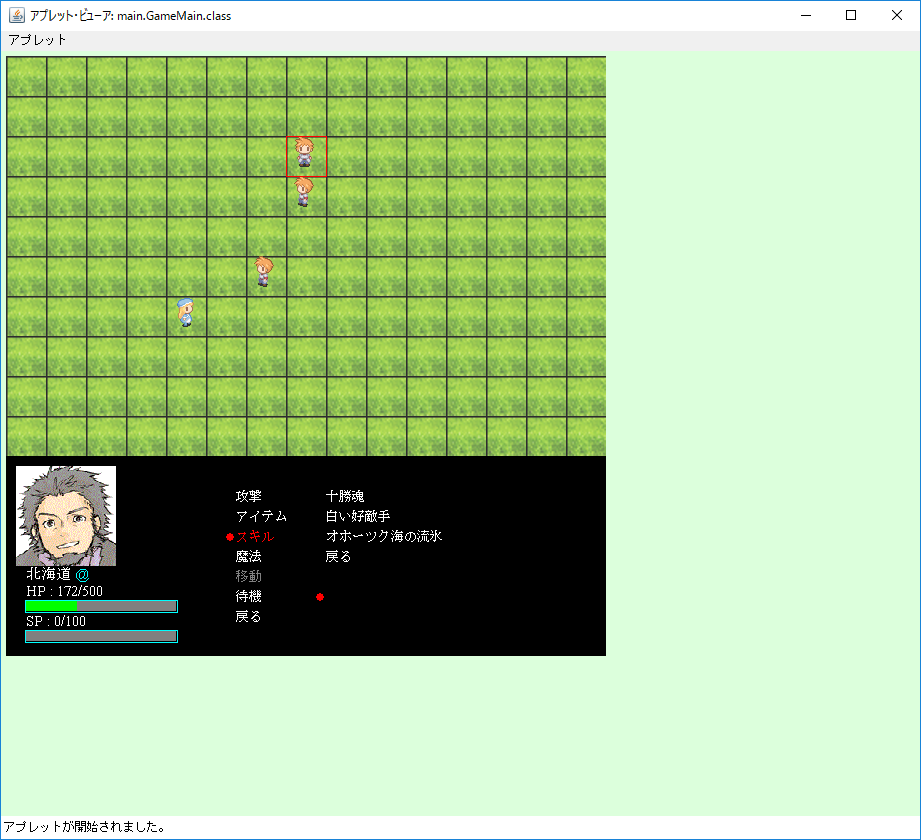 アプレット・ビューア: main.GameMain.class
アプレット
北海道 @
HP : 172/500
SP : 0/100
攻撃
アイテム
スキル
魔法
移動
待機
戻る
十勝魂
白い好敵手
オホーツク海の流氷
戻る
アプレットが開始されました。